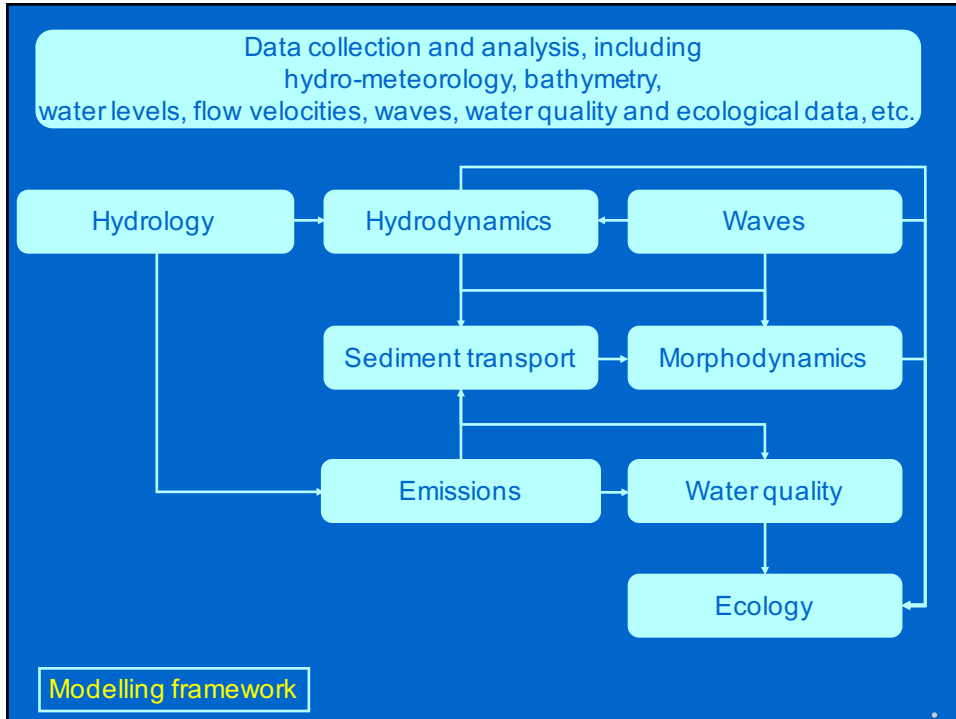 Data collection and analysis, including
hydro-meteorology, bathymetry,
water levels, flow velocities, waves, water quality and ecological data, etc.
Hydrology
Hydrodynamics
Waves
Sediment transport
Morphodynamics
Emissions
Water quality
Ecology
Modelling framework